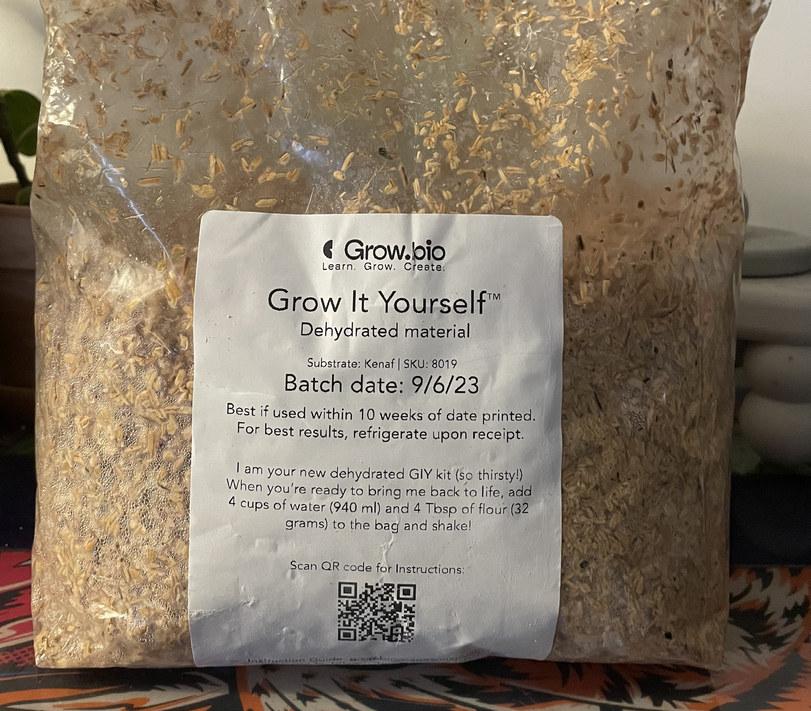 Grow.bio
Learn. Grow. Create.
Grow It Yourself™
Dehydrated material
Substrate: Kenaf | SKU: 8019
Batch date: 9/6/23
Best if used within 10 weeks of date printed.
For best results, refrigerate upon receipt.
I am your new dehydrated GIY kit (so thirsty!)
When you're ready to bring me back to life, add
4 cups of water (940 ml) and 4 Tbsp of flour (32
grams) to the bag and shake!
Scan QR code for Instructions:
Instruction Guide